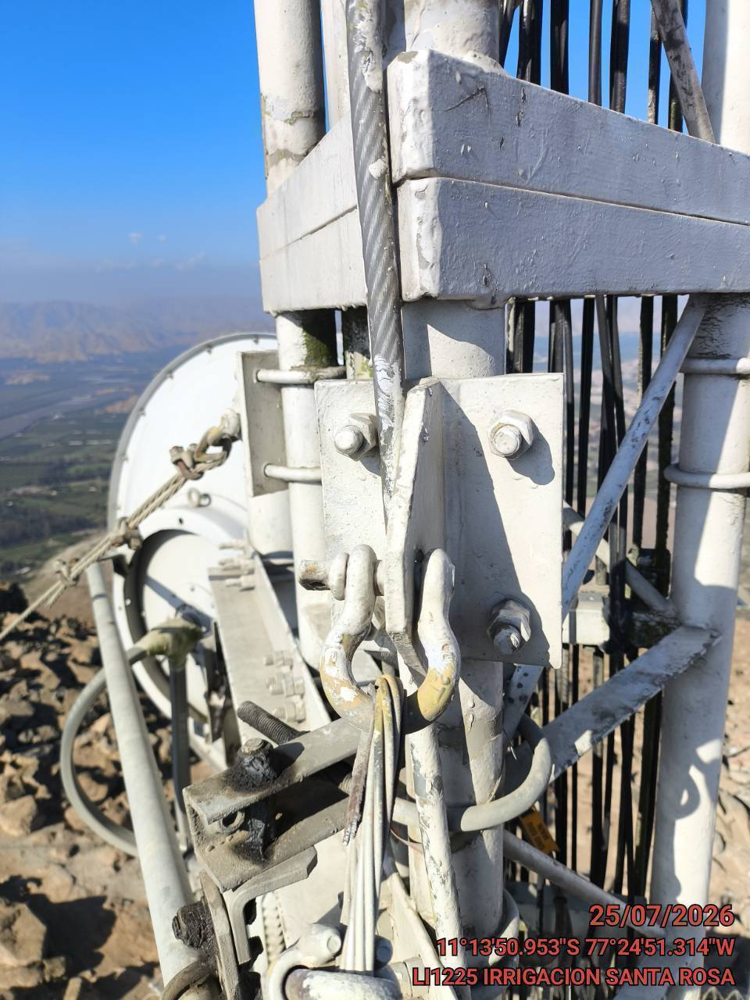 25/07/2026
11°13'50.953"S 77°24'51.314"W
LI1225 IRRIGACION SANTA ROSA